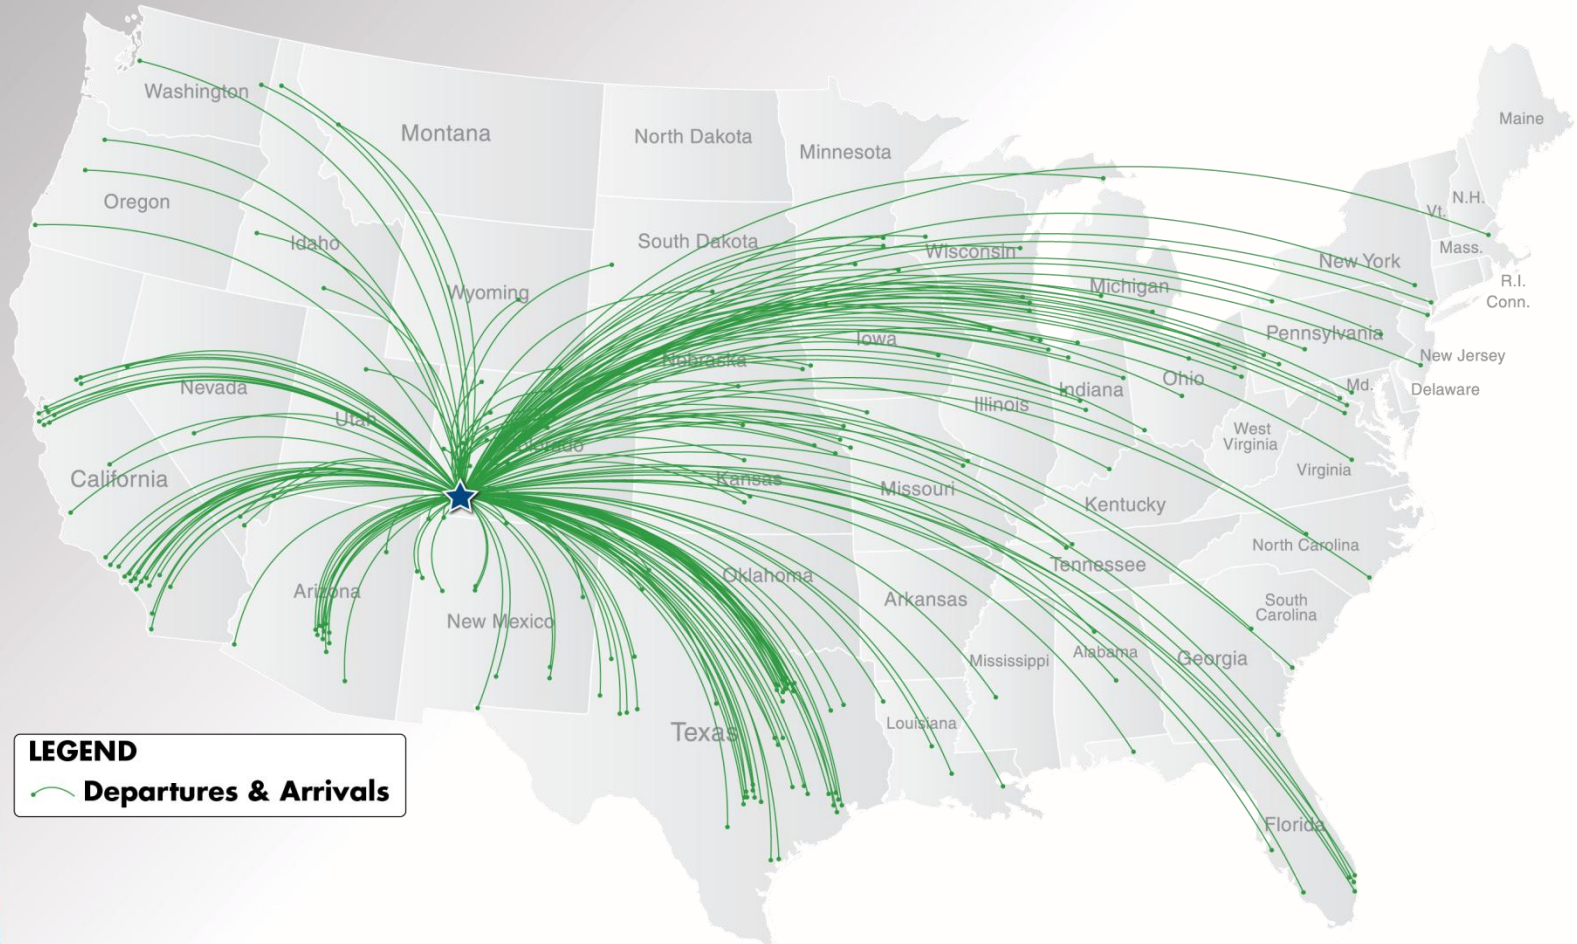 Maine
Washington
Montana
North Dakota
Minnesota
Oregon
N.H.
Vt.
Idaho
South Dakota
Wisconsin
Mass.
New York
R.I.
Conn.
Wyoming
Michigan
Pennsylvania
Iowa
Nebraska
New Jersey
Nevada
Utah
Ohio
Indiana
Md.
Delaware
Illinois
Colorado
West
Virginia
Virginia
California
Kansas
Missouri
Kentucky
North Carolina
Tennessee
Oklahoma
Arizona
Arkansas
South
Carolina
New Mexico
Mississippi
Alabama
Georgia
Louisiana
Texas
Florida
LEGEND
Departures & Arrivals